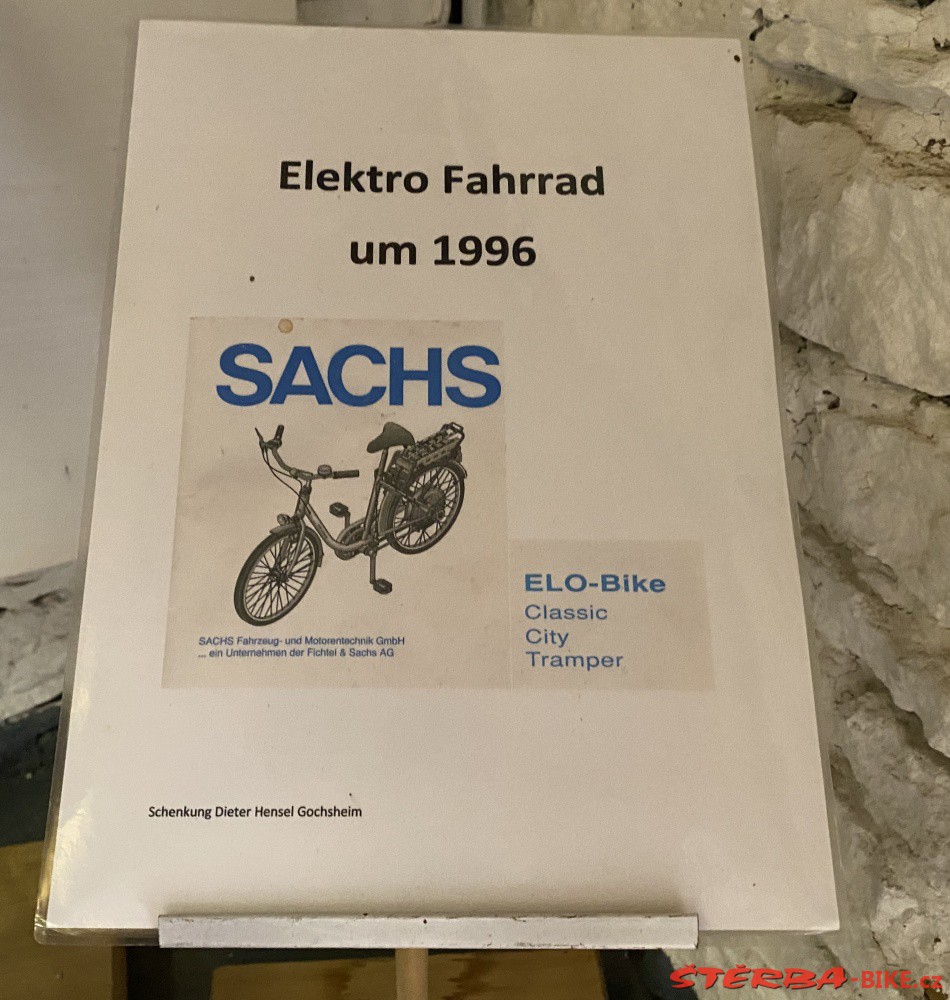 Elektro Fahrrad
um 1996
SACHS
SACHS Fahrzeug- und Motorentechnik GmbH
... ein Unternehmen der Fichtel & Sachs AG
ELO-Bike
Classic
City
Tramper
Schenkung Dieter Hensel Gochsheim
ŠTĚRBA-BIKE.cz